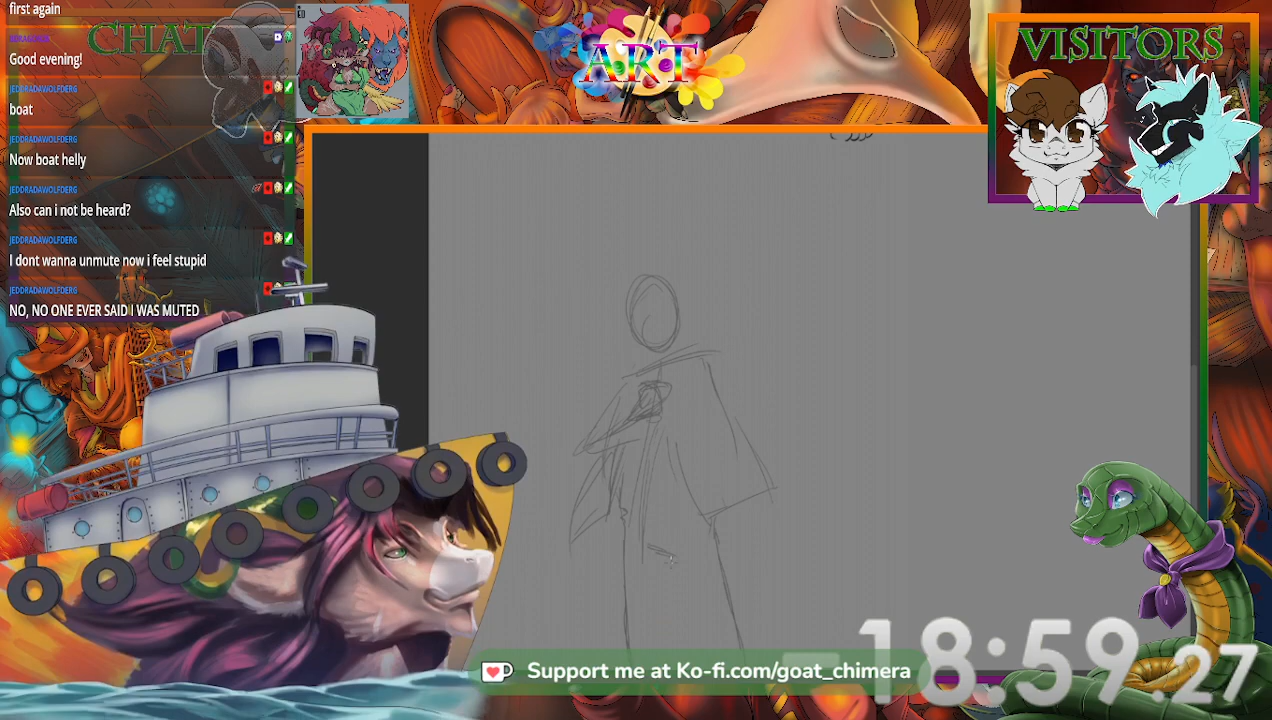 first again
CHAT
Good evening!
JEDDRADAWOLFDERG
boat
JEDDRADAWOLFDERG
Now boat helly
JEDDRADAWOLFDERG
Also can i not be heard?
JEDDRADAWOLFDERG
I dont wanna unmute now i feel stupid
JEDDRADAWOLFDERG
NO, NO ONE EVER SAID I WAS MUTED
ART
VISITORS
Support me at Ko-fi.com/goat_chimera
18:59.27